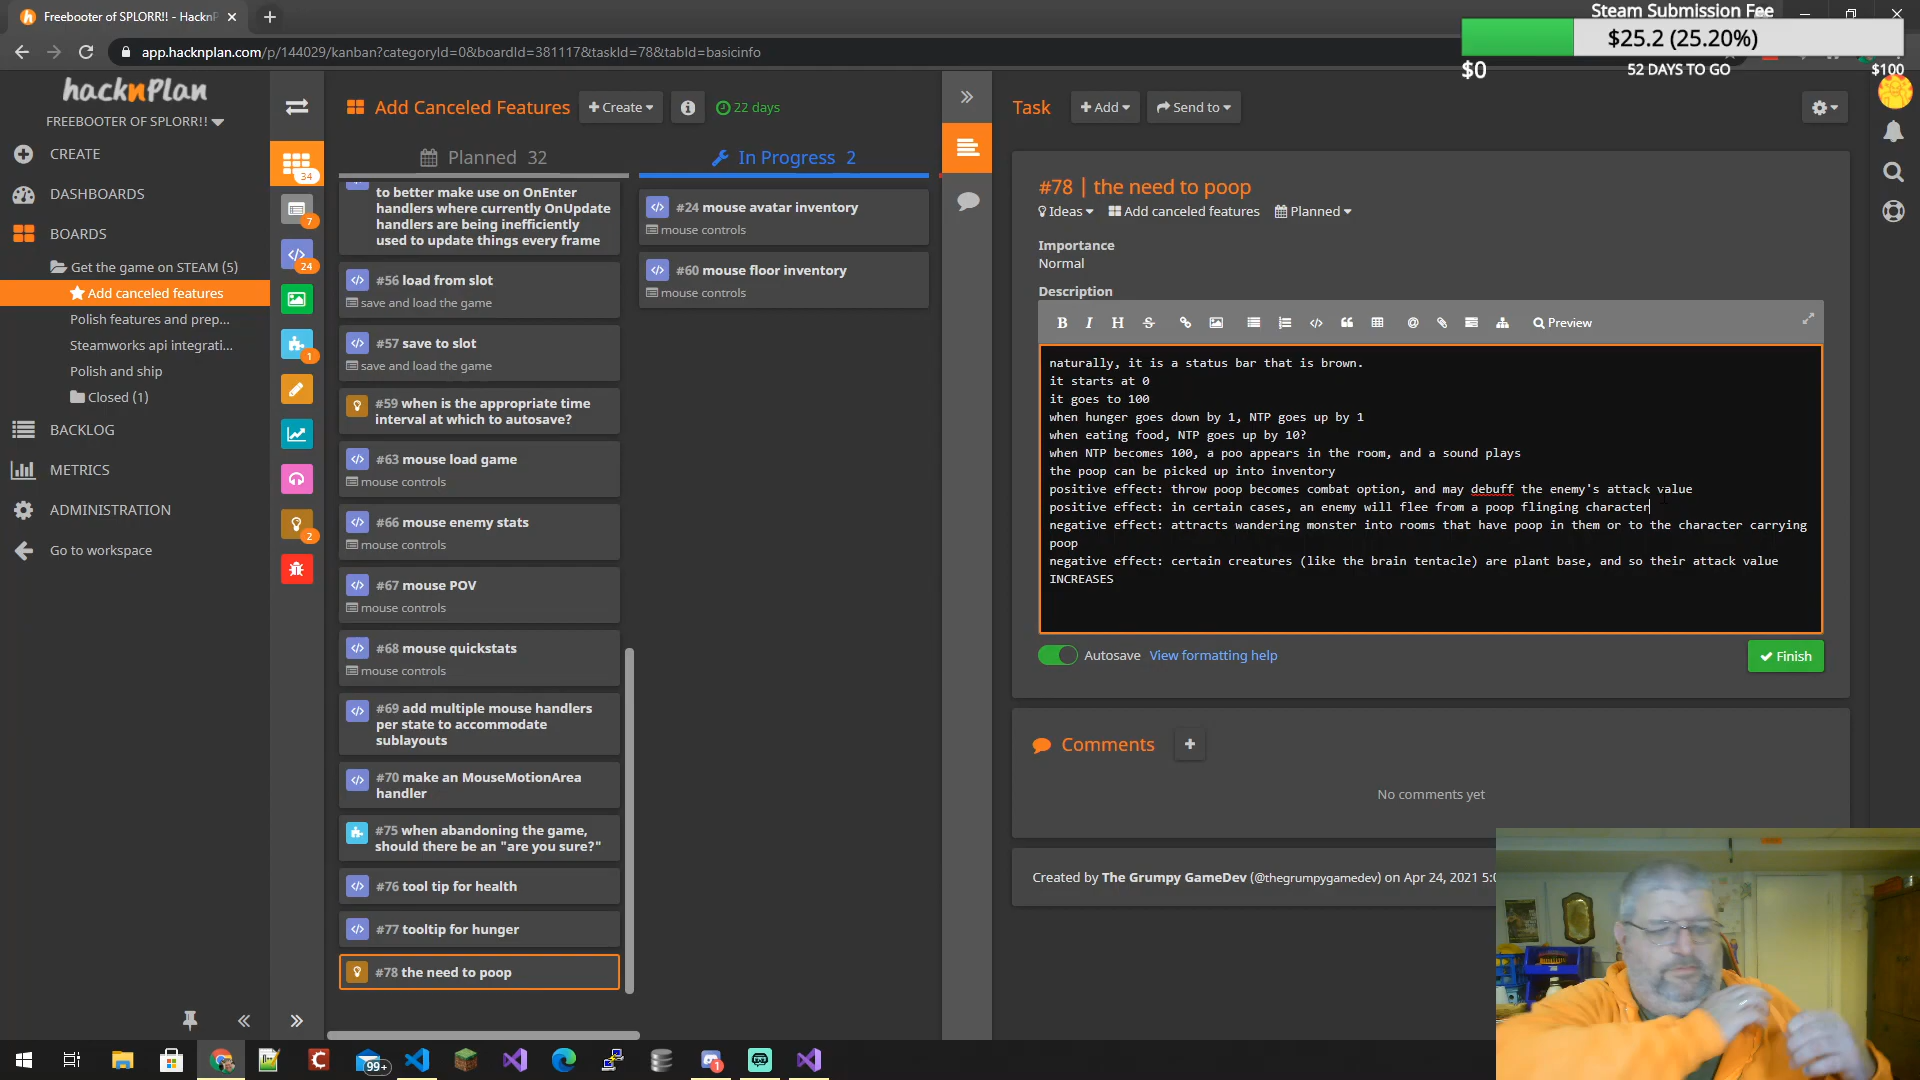 Freebooter of SPLORR!! - HacknP
Steam Submission Fee
$25.2 (25.20%)
$0
52 DAYS TO GO
$100
app.hacknplan.com/p/144029/kanban?categoryId=0&boardId=381117&taskId=78&tabId=basicinfo
hacknPlan
FREEBOOTER OF SPLORR!!
CREATE
DASHBOARDS
BOARDS
Get the game on STEAM (5)
Add canceled features
Polish features and prep...
Steamworks api integrati...
Polish and ship
Closed (1)
BACKLOG
METRICS
ADMINISTRATION
Go to workspace
34
7
24
1
2
Add Canceled Features
Create
22 days
Planned 32
In Progress 2
to better make use on OnEnter
handlers where currently OnUpdate
handlers are being inefficiently
used to update things every frame
#56 load from slot
save and load the game
#57 save to slot
save and load the game
#59 when is the appropriate time
interval at which to autosave?
#63 mouse load game
mouse controls
#66 mouse enemy stats
mouse controls
#67 mouse POV
mouse controls
#68 mouse quickstats
mouse controls
#69 add multiple mouse handlers
per state to accommodate
sublayouts
#70 make an MouseMotionArea
handler
#75 when abandoning the game,
should there be an "are you sure?"
#76 tool tip for health
#77 tooltip for hunger
#78 the need to poop
#24 mouse avatar inventory
mouse controls
#60 mouse floor inventory
mouse controls
Task
Add
Send to
#78 | the need to poop
Ideas
Add canceled features
Planned
Importance
Normal
Description
B I H S
Preview
naturally, it is a status bar that is brown.
it starts at 0
it goes to 100
when hunger goes down by 1, NTP goes up by 1
when eating food, NTP goes up by 10?
when NTP becomes 100, a poo appears in the room, and a sound plays
the poop can be picked up into inventory
positive effect: throw poop becomes combat option, and may debuff the enemy's attack value
positive effect: in certain cases, an enemy will flee from a poop flinging character
negative effect: attracts wandering monster into rooms that have poop in them or to the character carrying
poop
negative effect: certain creatures (like the brain tentacle) are plant base, and so their attack value
INCREASES
Autosave
View formatting help
Finish
Comments
No comments yet
Created by The Grumpy GameDev (@thegrumpygamedev) on Apr 24, 2021 5:0
99+
1